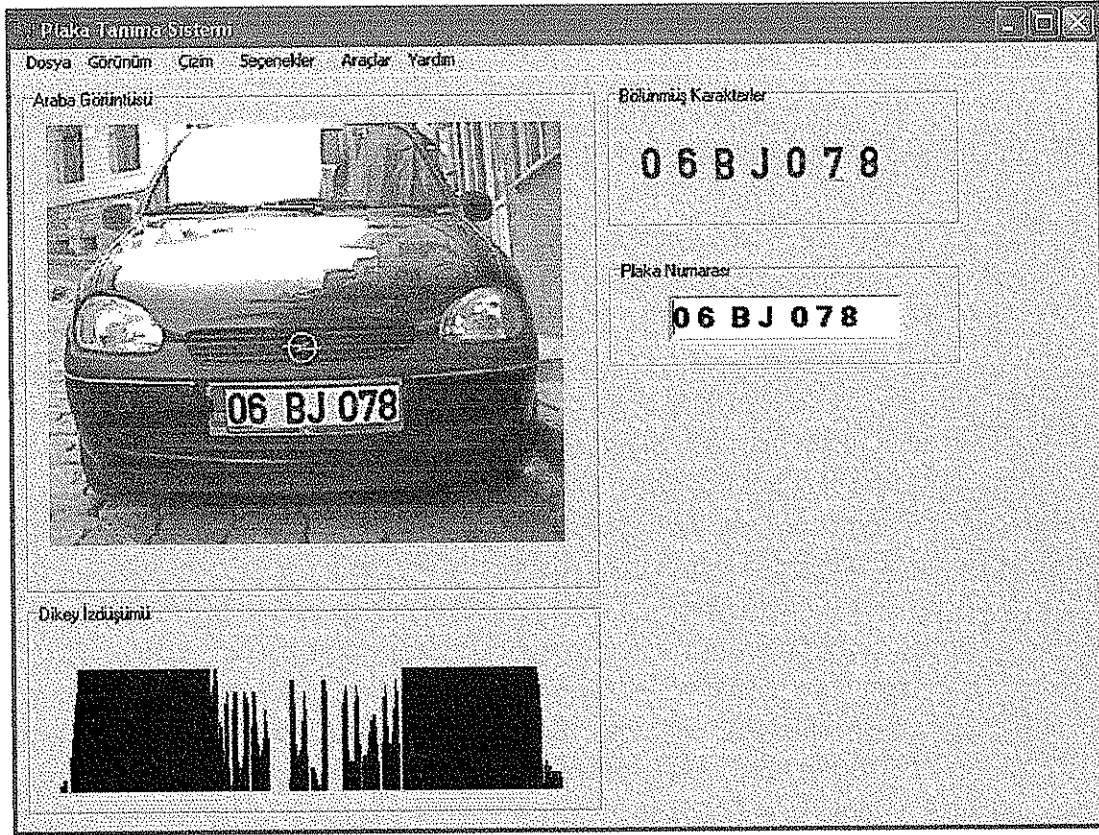 Plaka Tanıma Sistemi
Dosya Görünüm Çizim Seçenekler Araçlar Yardım
Araba Görüntüsü
06 BJ 078
Bölünmüş Karakterler
0 6 B J 0 7 8
Plaka Numarası
06 BJ 078
Dikey İzdüşümü